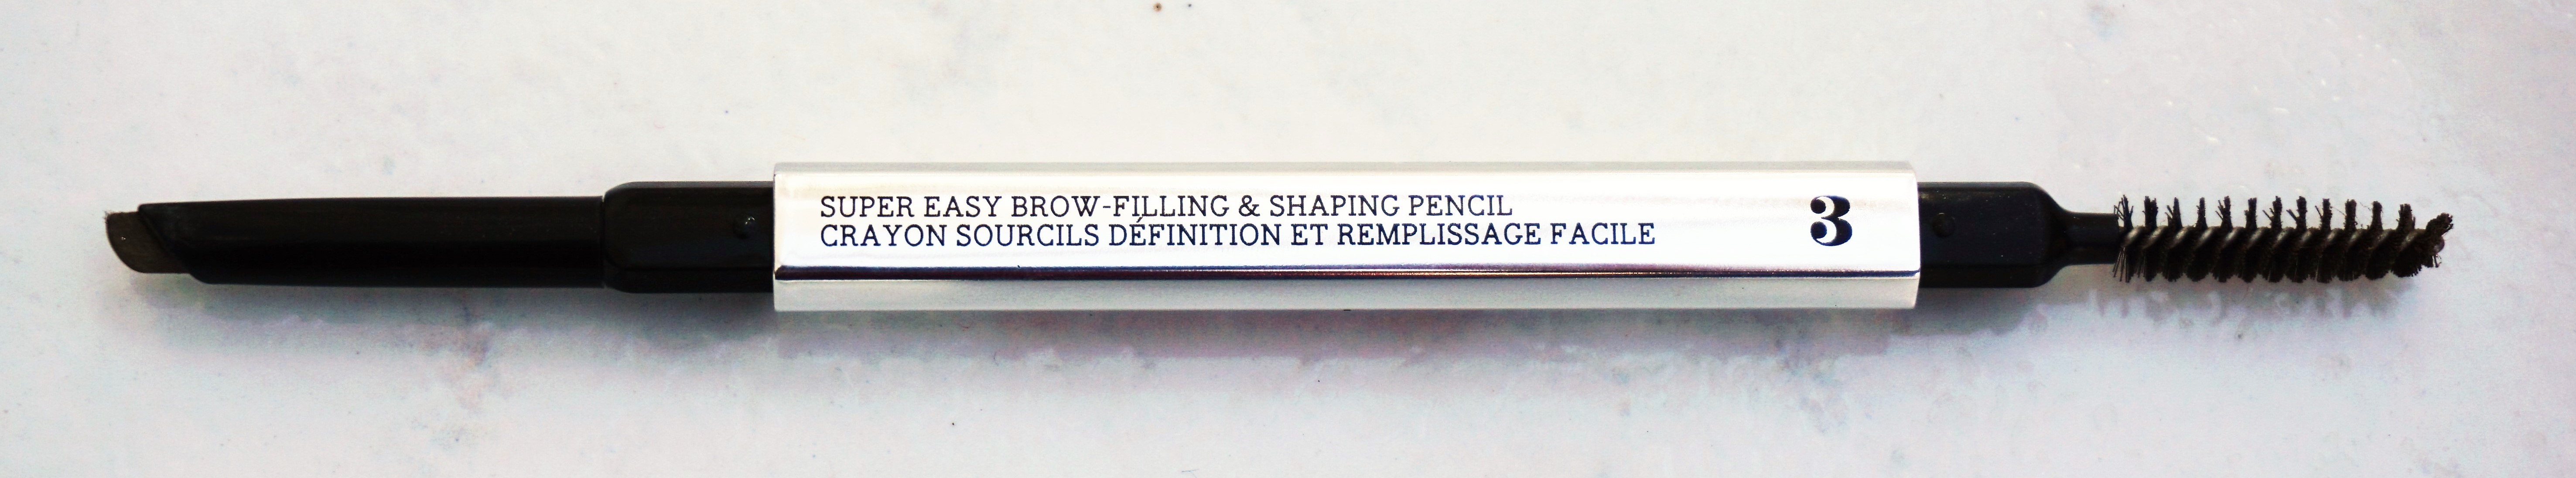 SUPER EASY BROW-FILLING & SHAPING PENCIL
CRAYON SOURCILS DÉFINITION ET REMPLISSAGE FACILE
3